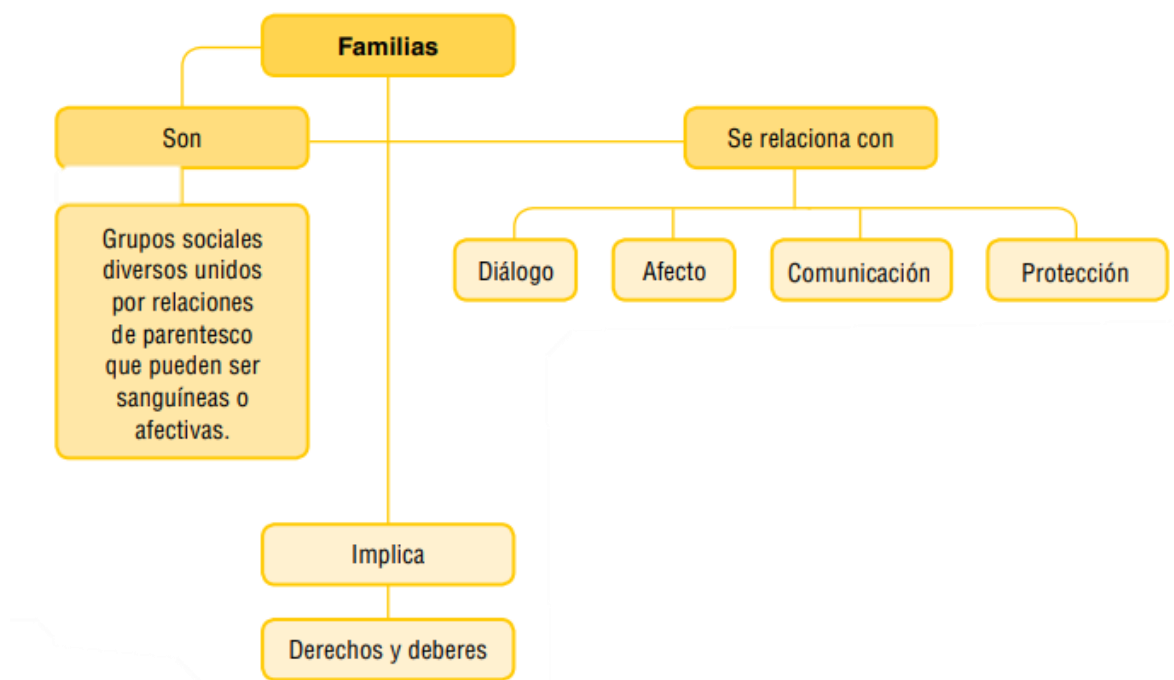 Familias
Son
Se relaciona con
Grupos sociales
diversos unidos
por relaciones
de parentesco
que pueden ser
sanguíneas o
afectivas.
Diálogo
Afecto
Comunicación
Protección
Implica
Derechos y deberes